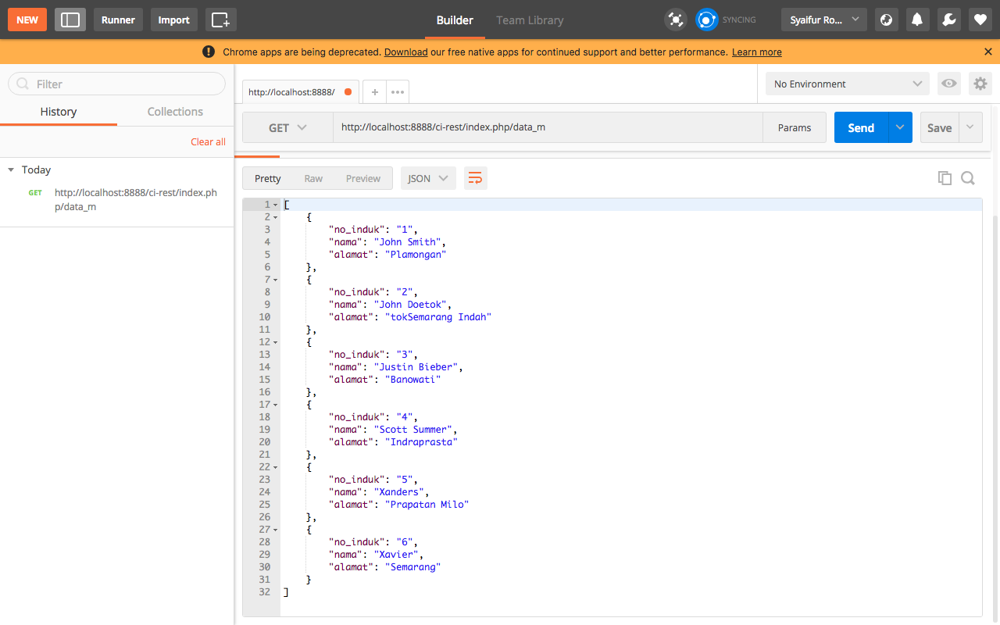 NEW Runner Import Builder Team Library SYNCING Syaifur Ro...
Chrome apps are being deprecated. Download our free native apps for continued support and better performance. Learn more
Filter
History Collections
Clear all
Today
GET http://localhost:8888/ci-rest/index.ph
p/data_m
http://localhost:8888/ + ••• No Environment
GET http://localhost:8888/ci-rest/index.php/data_m Params Send Save
Pretty Raw Preview JSON
1 [
2 {
3 "no_induk": "1",
4 "nama": "John Smith",
5 "alamat": "Plamongan"
6 },
7 {
8 "no_induk": "2",
9 "nama": "John Doetok",
10 "alamat": "tokSemarang Indah"
11 },
12 {
13 "no_induk": "3",
14 "nama": "Justin Bieber",
15 "alamat": "Banowati"
16 },
17 {
18 "no_induk": "4",
19 "nama": "Scott Summer",
20 "alamat": "Indraprasta"
21 },
22 {
23 "no_induk": "5",
24 "nama": "Xanders",
25 "alamat": "Prapatan Milo"
26 },
27 {
28 "no_induk": "6",
29 "nama": "Xavier",
30 "alamat": "Semarang"
31 }
32 ]